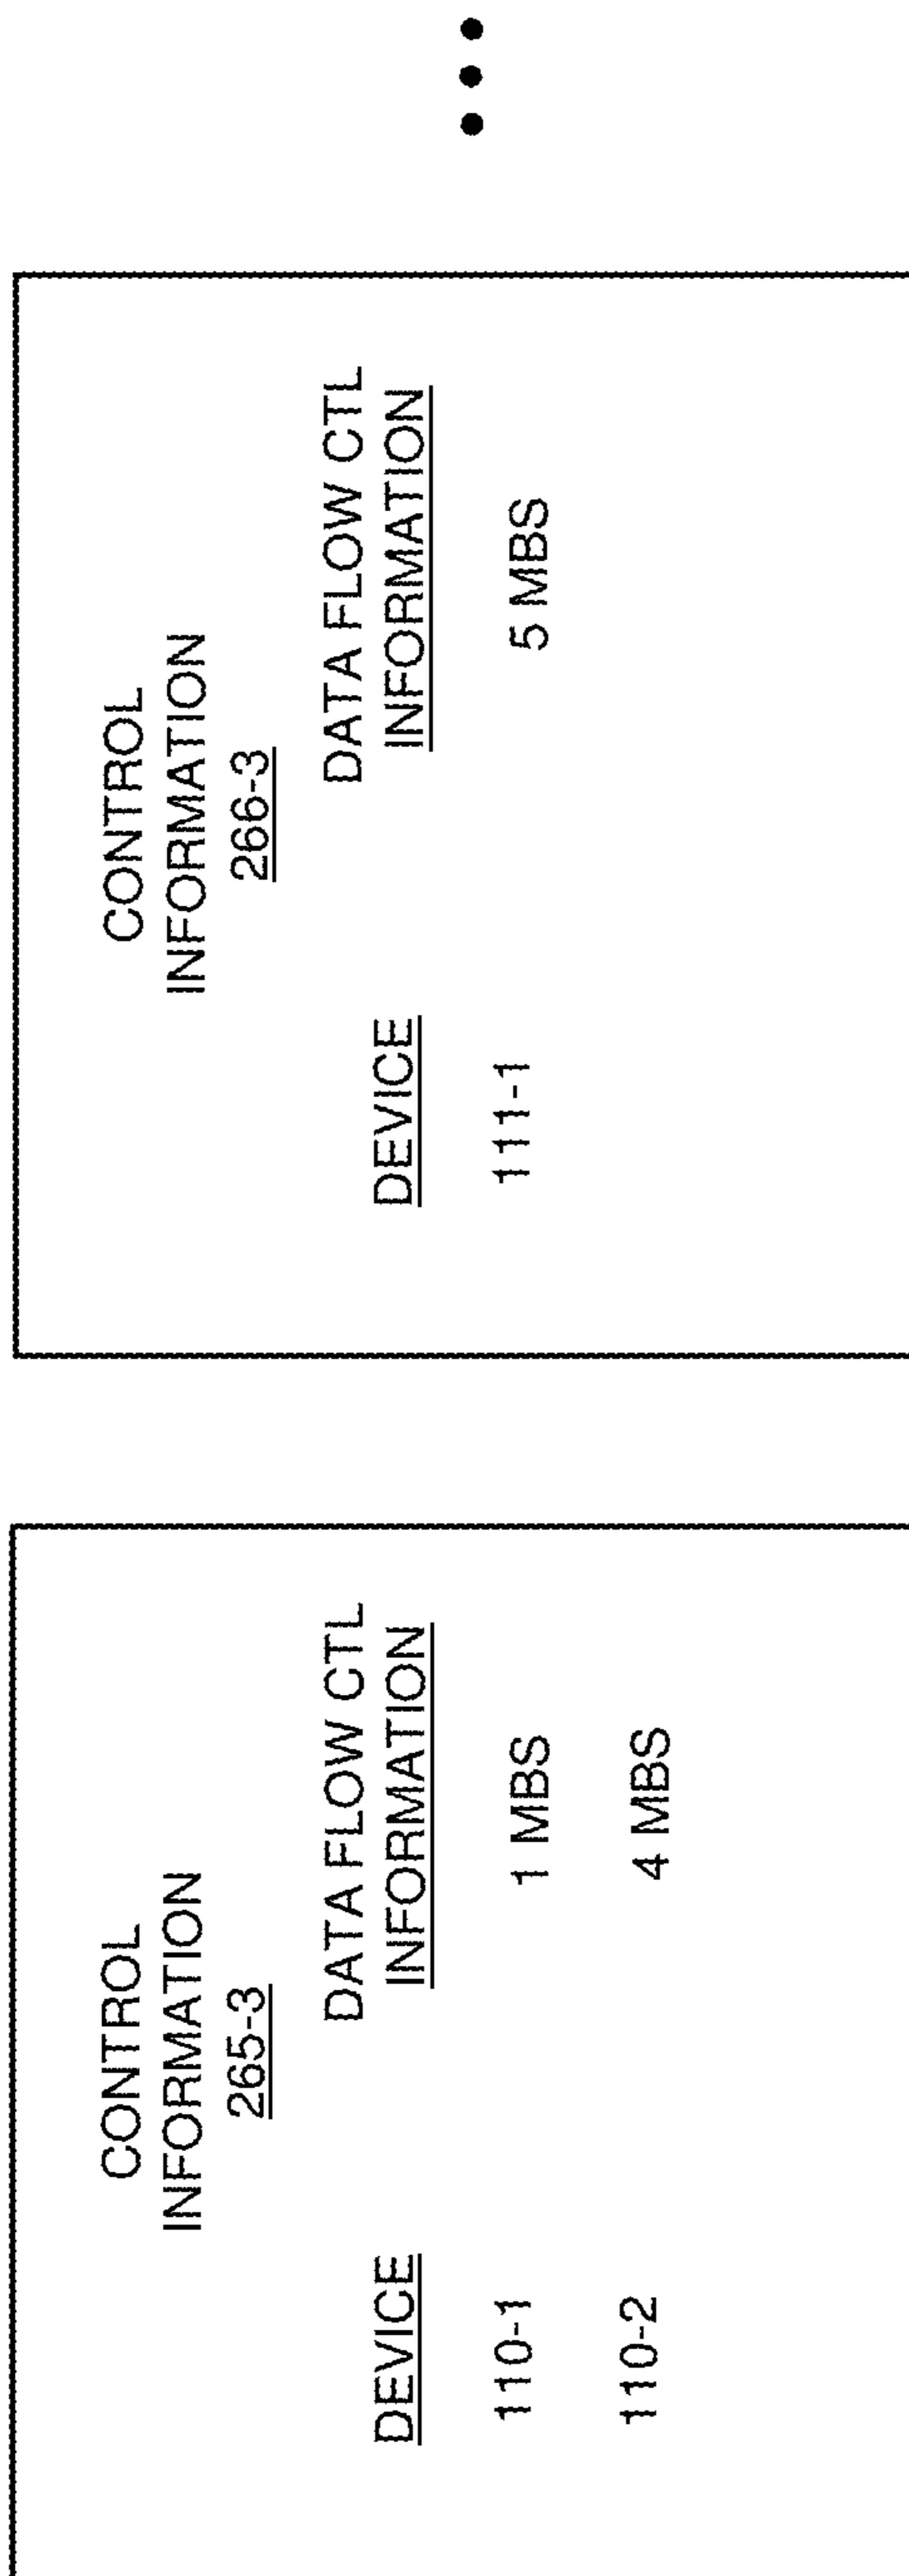 CONTROL
INFORMATION
265-3
DEVICE
DATA FLOW CTL
INFORMATION
110-1
1 MBS
110-2
4 MBS
CONTROL
INFORMATION
266-3
DEVICE
DATA FLOW CTL
INFORMATION
111-1
5 MBS